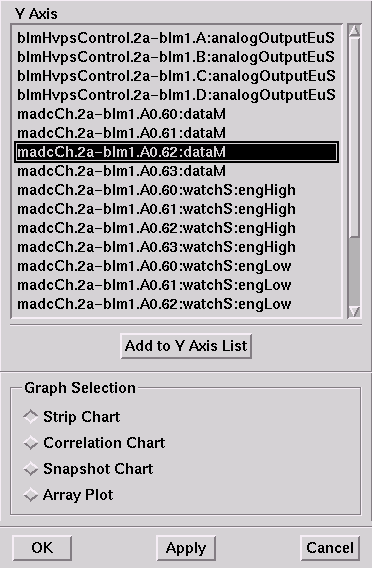 Y Axis
blmHvpsControl.2a-blm1.A:analogOutputEuS
blmHvpsControl.2a-blm1.B:analogOutputEuS
blmHvpsControl.2a-blm1.C:analogOutputEuS
blmHvpsControl.2a-blm1.D:analogOutputEuS
madcCh.2a-blm1.A0.60:dataM
madcCh.2a-blm1.A0.61:dataM
madcCh.2a-blm1.A0.62:dataM
madcCh.2a-blm1.A0.63:dataM
madcCh.2a-blm1.A0.60:watchS:engHigh
madcCh.2a-blm1.A0.61:watchS:engHigh
madcCh.2a-blm1.A0.62:watchS:engHigh
madcCh.2a-blm1.A0.63:watchS:engHigh
madcCh.2a-blm1.A0.60:watchS:engLow
madcCh.2a-blm1.A0.61:watchS:engLow
madcCh.2a-blm1.A0.62:watchS:engLow
Add to Y Axis List
Graph Selection
Strip Chart
Correlation Chart
Snapshot Chart
Array Plot
OK Apply Cancel